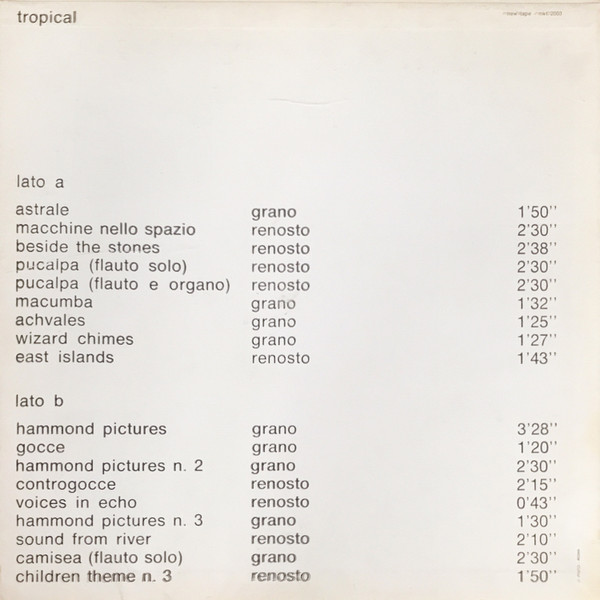 tropical
lato a
astrale grano 1'50''
macchine nello spazio renosto 2'30''
beside the stones renosto 2'38''
pucalpa (flauto solo) renosto 2'30''
pucalpa (flauto e organo) renosto 2'30''
macumba grano 1'32''
achvales grano 1'25''
wizard chimes grano 1'27''
east islands renosto 1'43''
lato b
hammond pictures grano 3'28''
gocce grano 1'20''
hammond pictures n. 2 grano 2'30''
controgocce renosto 2'15''
voices in echo renosto 0'43''
hammond pictures n. 3 grano 1'30''
sound from river renosto 2'10''
camisea (flauto solo) grano 2'30''
children theme n. 3 renosto 1'50''